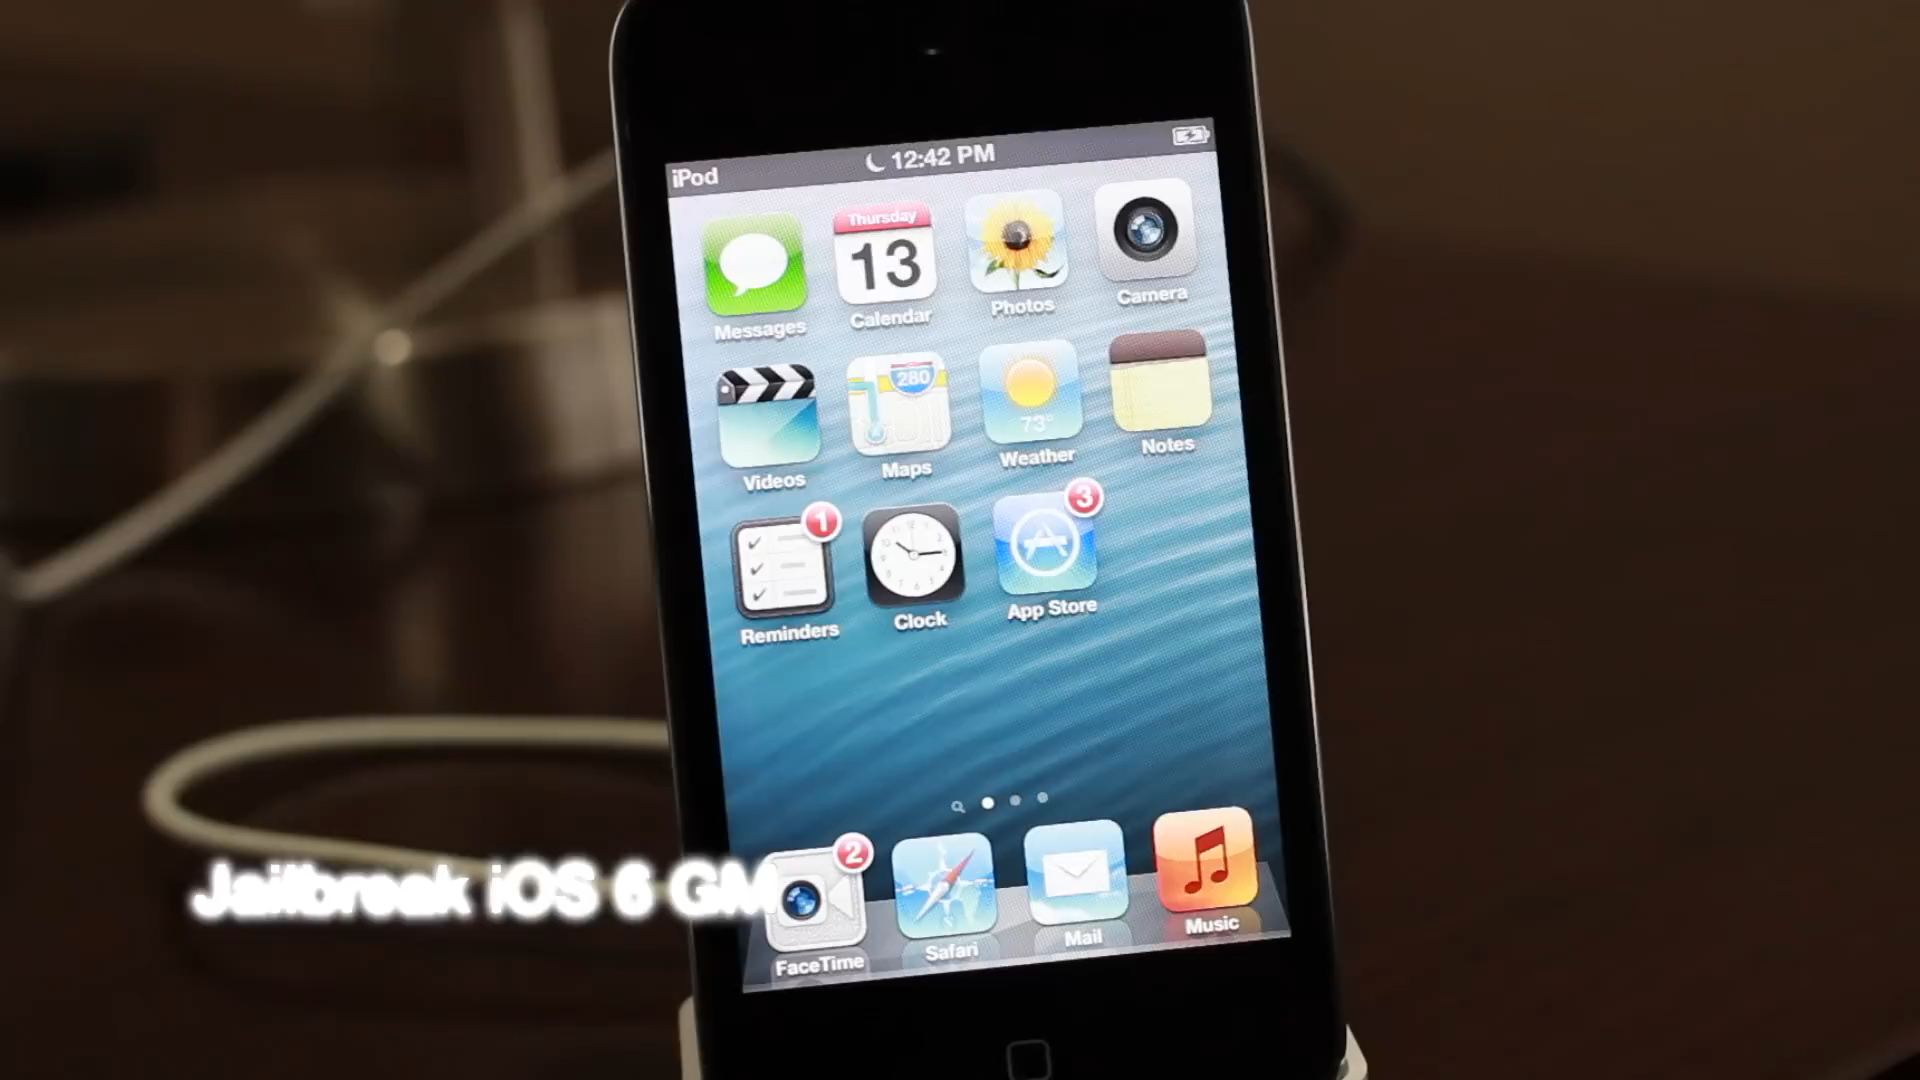 iPod 12:42 PM
Thursday
13
Messages Calendar Photos Camera
280
73°
Videos Maps Weather Notes
1 3
Reminders Clock App Store
Jailbreak iOS 6 GM
2
FaceTime Safari Mail Music